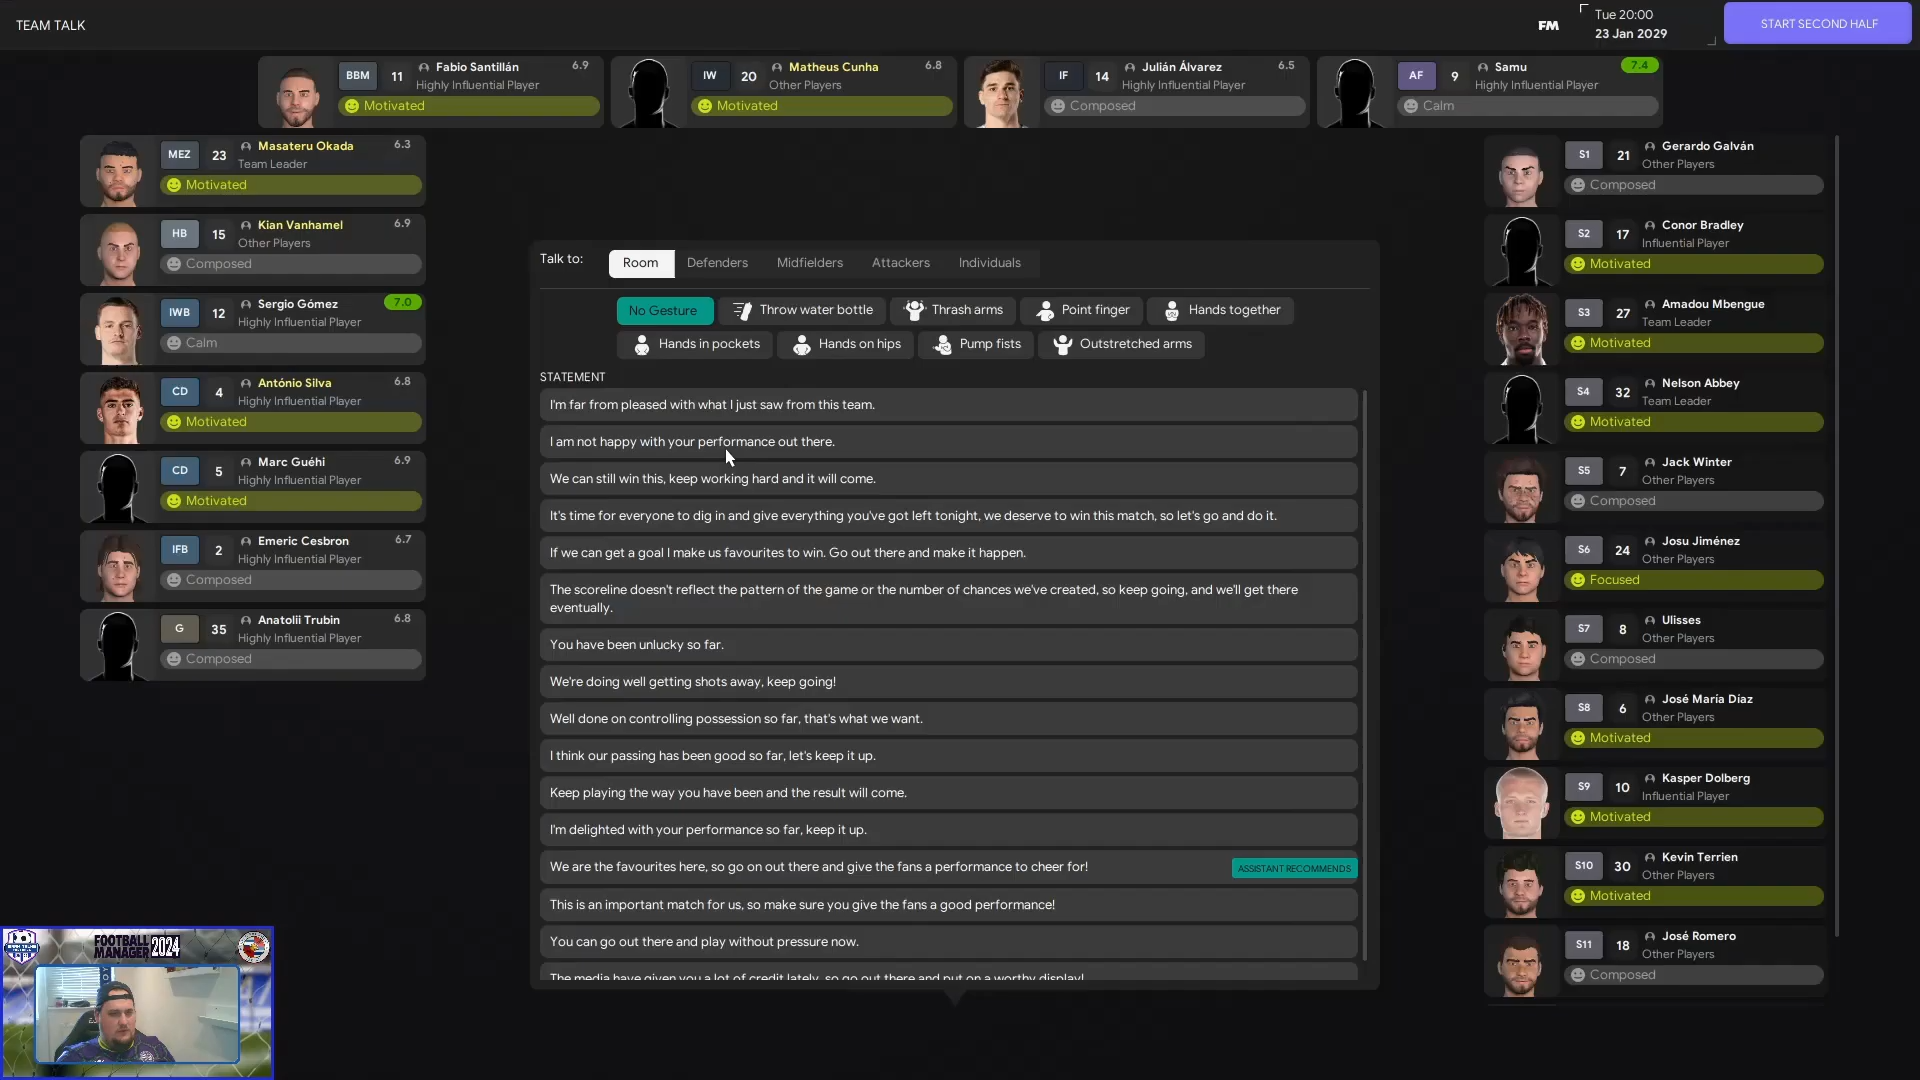 TEAM TALK
FM
Tue 20:00
23 Jan 2029
START SECOND HALF
BBM 11 Fabio Santillán 6.9
Highly Influential Player
Motivated
IW 20 Matheus Cunha 6.8
Other Players
Motivated
IF 14 Julián Álvarez 6.5
Highly Influential Player
Composed
AF 9 Samu 7.4
Highly Influential Player
Calm
MEZ 23 Masateru Okada 6.3
Team Leader
Motivated
HB 15 Kian Vanhamel 6.9
Other Players
Composed
IWB 12 Sergio Gómez 7.0
Highly Influential Player
Calm
CD 4 António Silva 6.8
Highly Influential Player
Motivated
CD 5 Marc Guéhi 6.9
Highly Influential Player
Motivated
IFB 2 Emeric Cesbron 6.7
Highly Influential Player
Composed
G 35 Anatolii Trubin 6.8
Highly Influential Player
Composed
Talk to: Room Defenders Midfielders Attackers Individuals
No Gesture Throw water bottle Thrash arms Point finger Hands together
Hands in pockets Hands on hips Pump fists Outstretched arms
STATEMENT
I'm far from pleased with what I just saw from this team.
I am not happy with your performance out there.
We can still win this, keep working hard and it will come.
It's time for everyone to dig in and give everything you've got left tonight, we deserve to win this match, so let's go and do it.
If we can get a goal I make us favourites to win. Go out there and make it happen.
The scoreline doesn't reflect the pattern of the game or the number of chances we've created, so keep going, and we'll get there
eventually.
You have been unlucky so far.
We're doing well getting shots away, keep going!
Well done on controlling possession so far, that's what we want.
I think our passing has been good so far, let's keep it up.
Keep playing the way you have been and the result will come.
I'm delighted with your performance so far, keep it up.
We are the favourites here, so go on out there and give the fans a performance to cheer for! ASSISTANT RECOMMENDS
This is an important match for us, so make sure you give the fans a good performance!
You can go out there and play without pressure now.
The media have given you a lot of credit lately, so go out there and put on a worthy display!
S1 21 Gerardo Galván
Other Players
Composed
S2 17 Conor Bradley
Influential Player
Motivated
S3 27 Amadou Mbengue
Team Leader
Motivated
S4 32 Nelson Abbey
Team Leader
Motivated
S5 7 Jack Winter
Other Players
Composed
S6 24 Josu Jiménez
Other Players
Focused
S7 8 Ulisses
Other Players
Composed
S8 6 José María Díaz
Other Players
Motivated
S9 10 Kasper Dolberg
Influential Player
Motivated
S10 30 Kevin Terrien
Other Players
Motivated
S11 18 José Romero
Other Players
Composed
FOOTBALL
MANAGER 2024